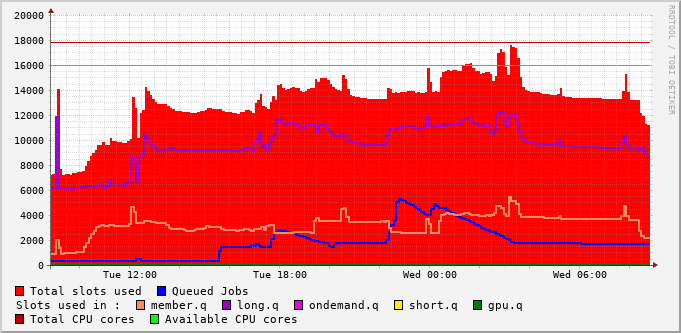 20000
18000
16000
14000
12000
10000
8000
6000
4000
2000
0
Tue 12:00 Tue 18:00 Wed 00:00 Wed 06:00
RRDTOOL / TOBI OETIKER
Total slots used Queued Jobs
Slots used in : member.q long.q ondemand.q short.q gpu.q
Total CPU cores Available CPU cores